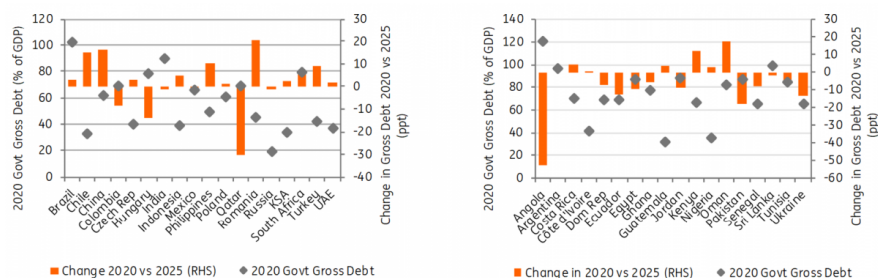 2020 Govt Gross Debt (% of GDP)
120
100
80
60
40
20
0
30
20
10
0
-10
-20
-30
-40
Change in Gross Debt 2020 vs 2025
(ppt)
Brazil
Chile
China
Colombia
Czech Rep
Hungary
India
Indonesia
Mexico
Philippines
Poland
Qatar
Romania
Russia
KSA
South Africa
Turkey
UAE
Change 2020 vs 2025 (RHS)
2020 Govt Gross Debt
2020 Govt Gross Debt (% of GDP)
140
120
100
80
60
40
20
0
30
20
10
0
-10
-20
-30
-40
-50
-60
Change in Gross Debt 2020 vs 2025
(ppt)
Angola
Argentina
Costa Rica
Côte d'Ivoire
Dom Rep
Ecuador
Egypt
Ghana
Guatemala
Jordan
Kenya
Nigeria
Oman
Pakistan
Senegal
Sri Lanka
Tunisia
Ukraine
Change in 2020 vs 2025 (RHS)
2020 Govt Gross Debt